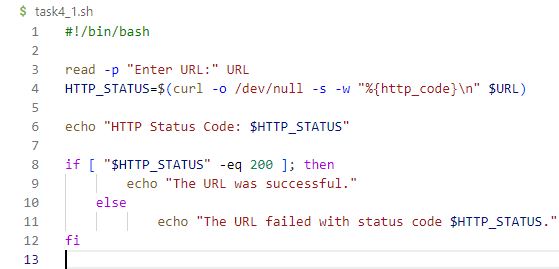 $ task4_1.sh
1 #!/bin/bash
2
3 read -p "Enter URL:" URL
4 HTTP_STATUS=$(curl -o /dev/null -s -w "%{http_code}\n" $URL)
5
6 echo "HTTP Status Code: $HTTP_STATUS"
7
8 if [ "$HTTP_STATUS" -eq 200 ]; then
9         echo "The URL was successful."
10     else
11             echo "The URL failed with status code $HTTP_STATUS."
12 fi
13